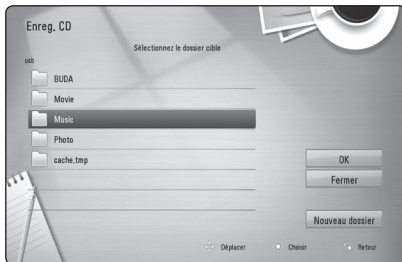 Enreg. CD
Sélectionnez le dossier cible
usb
BUDA
Movie
Music
Photo
cache.tmp
OK
Fermer
Nouveau dossier
Déplacer
Choisir
Retour